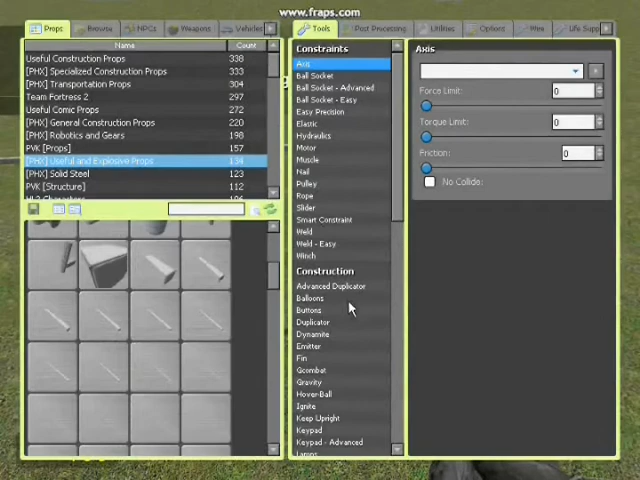 www.fraps.com
Props
Browse
NPCs
Weapons
Vehicles
Name
Count
Useful Construction Props 338
[PHX] Specialized Construction Props 333
[PHX] Transportation Props 304
Team Fortress 2 297
Useful Comic Props 272
[PHX] General Construction Props 220
[PHX] Robotics and Gears 198
PVK [Props] 157
[PHX] Useful and Explosive Props 134
[PHX] Solid Steel 123
PVK [Structure] 112
Tools
Post Processing
Utilities
Options
Wire
Life Supp
Constraints
Axis
Ball Socket
Ball Socket - Advanced
Ball Socket - Easy
Easy Precision
Elastic
Hydraulics
Motor
Muscle
Nail
Pulley
Rope
Slider
Smart Constraint
Weld
Weld - Easy
Winch
Construction
Advanced Duplicator
Balloons
Buttons
Duplicator
Dynamite
Emitter
Fin
Gcombat
Gravity
Hover-Ball
Ignite
Keep Upright
Keypad
Keypad - Advanced
Lamps
Axis
Force Limit: 0
Torque Limit: 0
Friction: 0
No Collide: